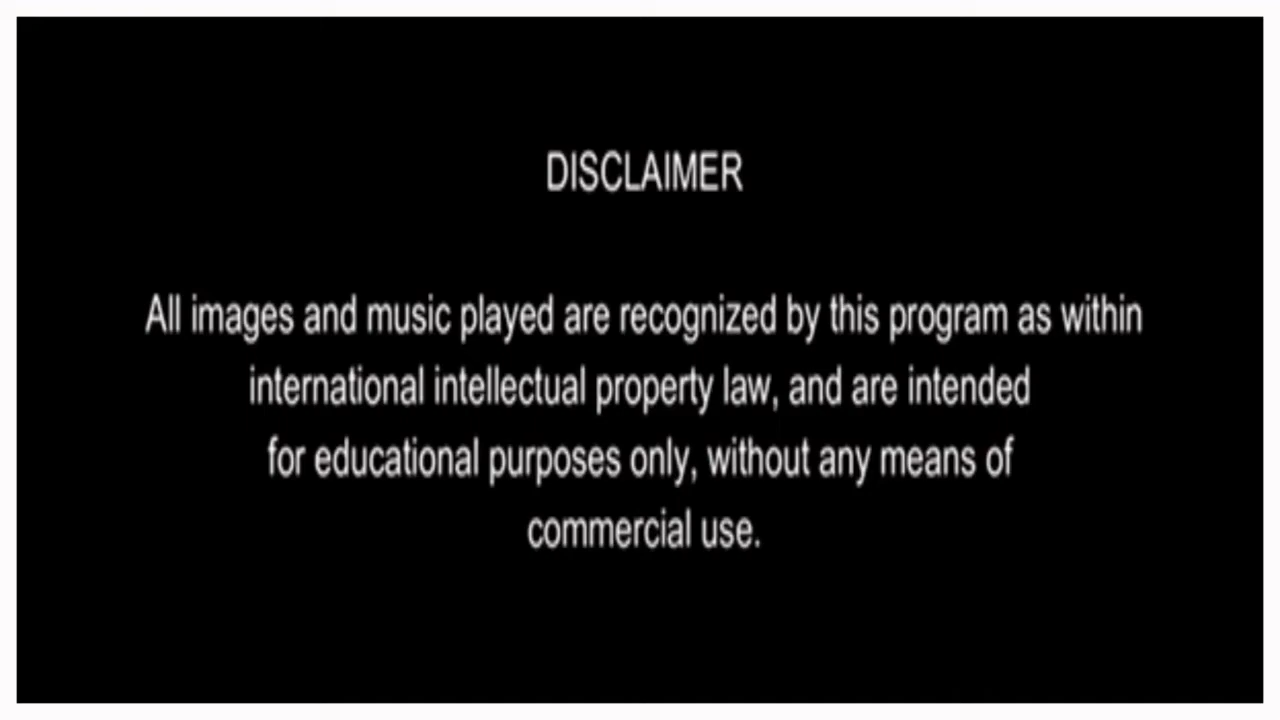 DISCLAIMER
All images and music played are recognized by this program as within
international intellectual property law, and are intended
for educational purposes only, without any means of
commercial use.